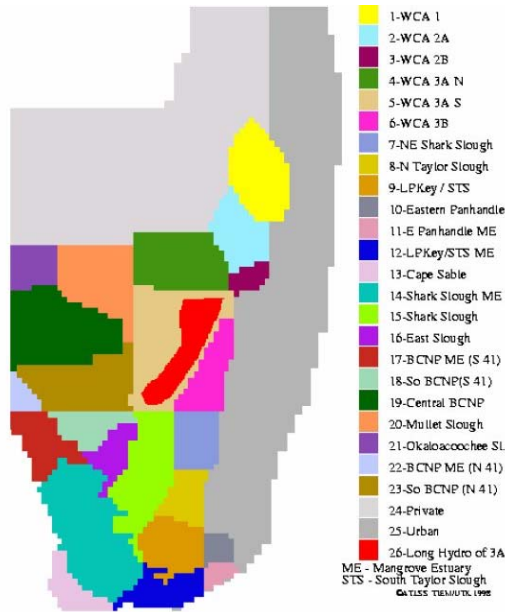 1-WCA 1
2-WCA 2A
3-WCA 2B
4-WCA 3A N
5-WCA 3A S
6-WCA 3B
7-NE Shark Slough
8-N Taylor Slough
9-LPKey / STS
10-Eastern Panhandle
11-E Panhandle ME
12-LPKey/STS ME
13-Cape Sable
14-Shark Slough ME
15-Shark Slough
16-East Slough
17-BCNP ME (S 41)
18-So BCNP(S 41)
19-Central BCNP
20-Mullet Slough
21-Okaloacoochee Sl.
22-BCNP ME (N 41)
23-So BCNP (N 41)
24-Private
25-Urban
26-Long Hydro of 3A
ME - Mangrove Estuary
STS - South Taylor Slough
©ATLSS TIEM/UTK 1998